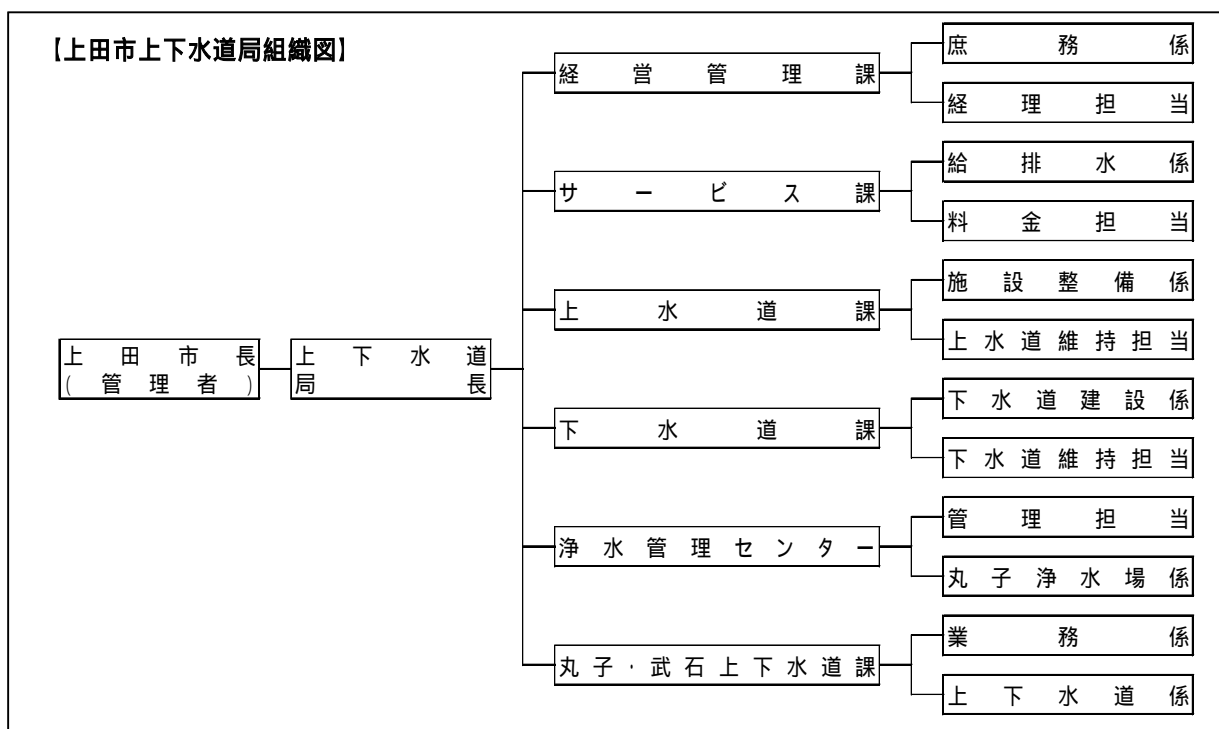 【上田市上下水道局組織図】
上田市長
(管理者)
上下水道
局長
経営管理課
庶務係
経理担当
サービス課
給排水係
料金担当
上水道課
施設整備係
上水道維持担当
下水道課
下水道建設係
下水道維持担当
浄水管理センター
管理担当
丸子浄水場係
丸子・武石上下水道課
業務係
上下水道係